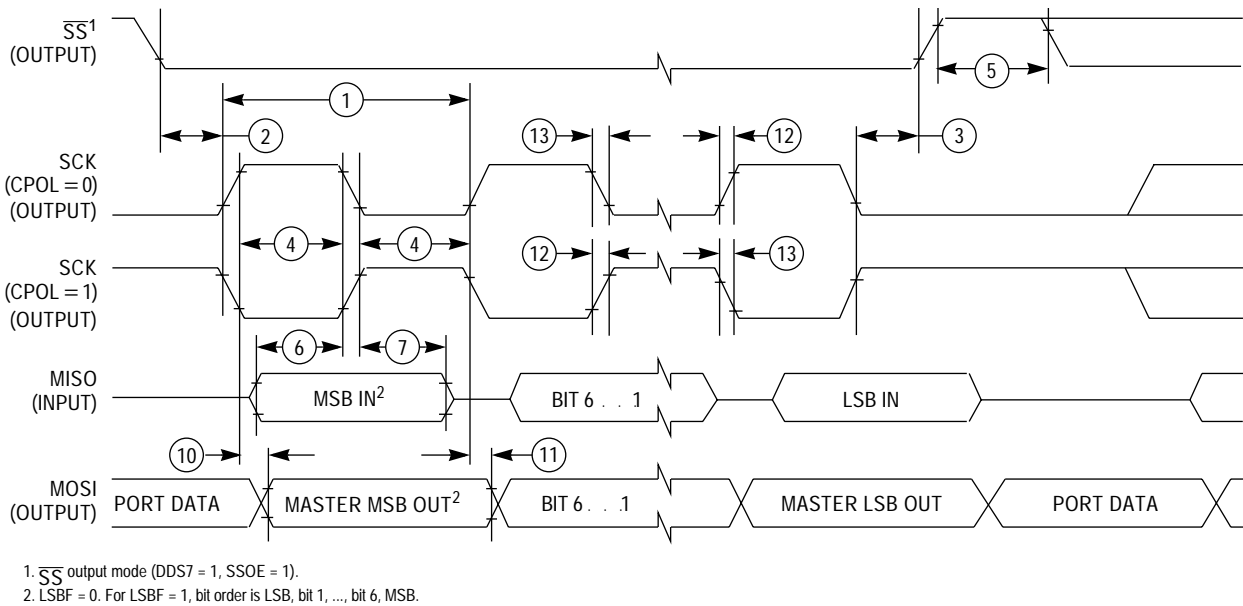 SS¹
(OUTPUT)
5
1
2
13
12
3
SCK
(CPOL = 0)
(OUTPUT)
4
4
12
13
SCK
(CPOL = 1)
(OUTPUT)
6
7
MISO
(INPUT)
MSB IN²
BIT 6 . . . 1
LSB IN
10
11
MOSI
(OUTPUT)
PORT DATA
MASTER MSB OUT²
BIT 6 . . . 1
MASTER LSB OUT
PORT DATA
1. SS output mode (DDS7 = 1, SSOE = 1).
2. LSBF = 0. For LSBF = 1, bit order is LSB, bit 1, ..., bit 6, MSB.